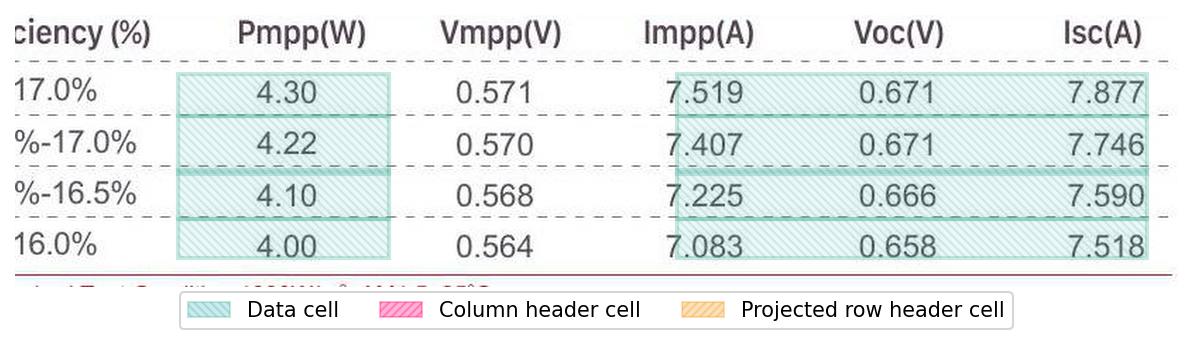 ciency (%) Pmpp(W) Vmpp(V) Impp(A) Voc(V) Isc(A)
17.0% 4.30 0.571 7.519 0.671 7.877
%-17.0% 4.22 0.570 7.407 0.671 7.746
%-16.5% 4.10 0.568 7.225 0.666 7.590
16.0% 4.00 0.564 7.083 0.658 7.518
Data cell Column header cell Projected row header cell